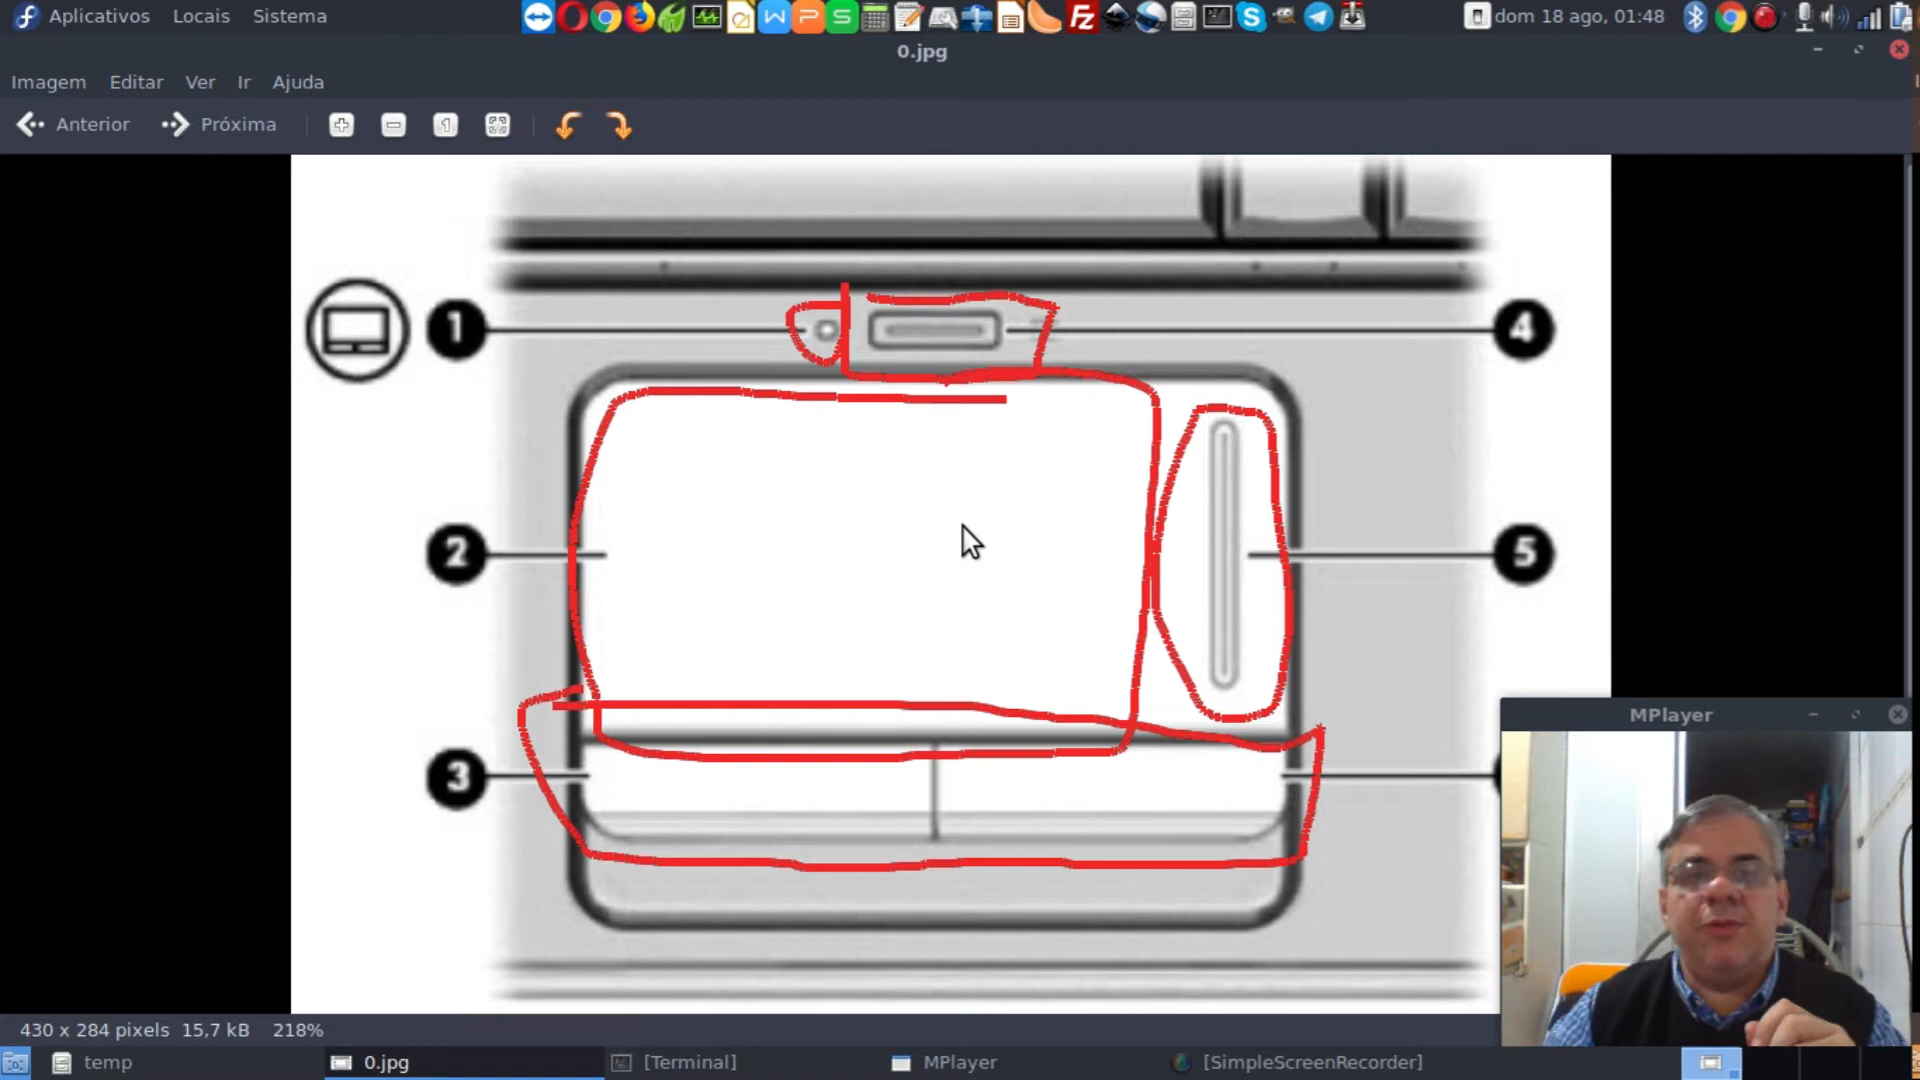 Aplicativos Locais Sistema
dom 18 ago, 01:48
0.jpg
Imagem Editar Ver Ir Ajuda
Anterior Próxima
1
4
2
5
3
MPlayer
430 x 284 pixels 15,7 kB 218%
temp 0.jpg [Terminal] MPlayer [SimpleScreenRecorder]